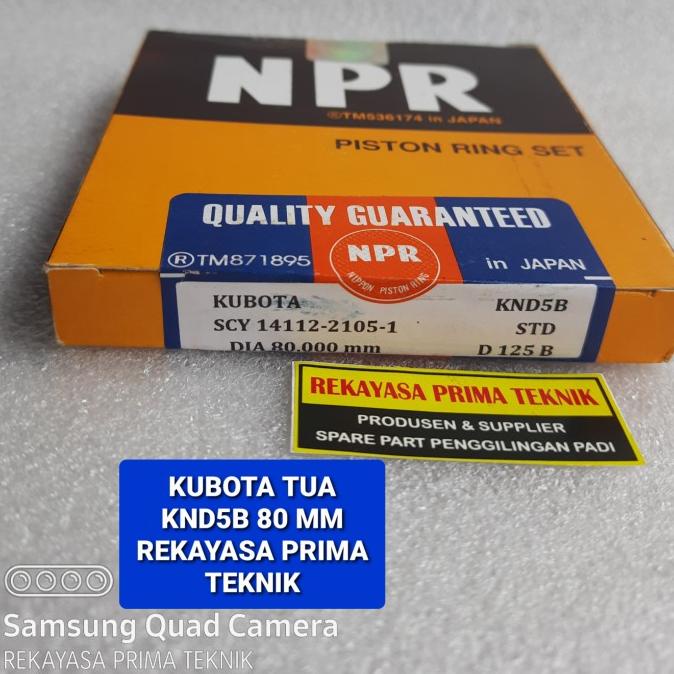 NPR
®TM536174 in JAPAN
PISTON RING SET
QUALITY GUARANTEED
®TM871895
NPR
NIPPON PISTON RING
in JAPAN
KUBOTA KND5B
SCY 14112-2105-1 STD
DIA 80.000 mm D 125 B
REKAYASA PRIMA TEKNIK
PRODUSEN & SUPPLIER
SPARE PART PENGGILINGAN PADI
KUBOTA TUA
KND5B 80 MM
REKAYASA PRIMA
TEKNIK
Samsung Quad Camera
REKAYASA PRIMA TEKNIK